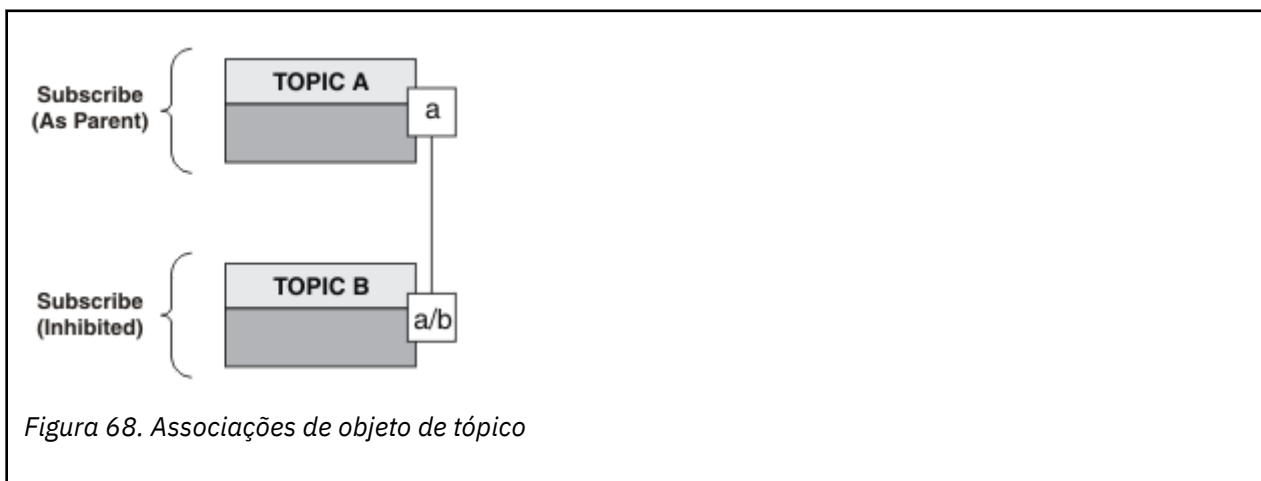 Subscribe
(As Parent)
TOPIC A
a
Subscribe
(Inhibited)
TOPIC B
a/b
Figura 68. Associações de objeto de tópico